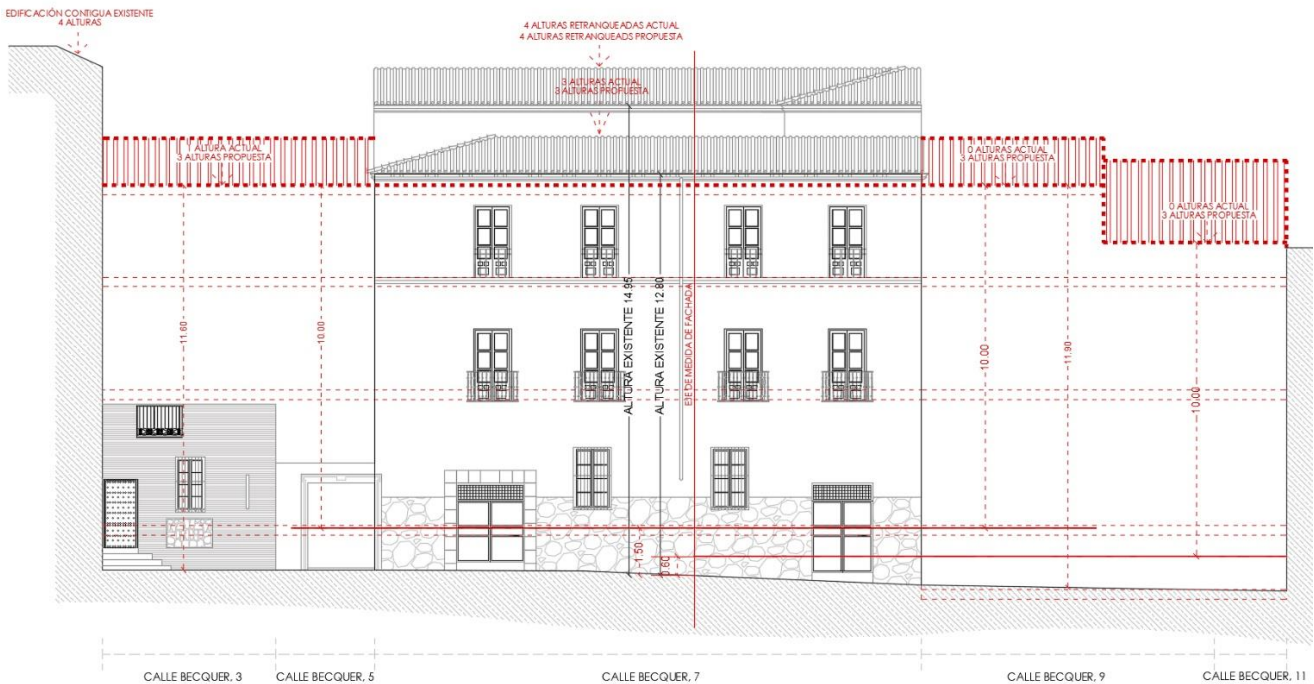 EDIFICACIÓN CONTIGUA EXISTENTE
4 ALTURAS
4 ALTURAS RETRANQUEADAS ACTUAL
4 ALTURAS RETRANQUEADS PROPUESTA
3 ALTURAS ACTUAL
3 ALTURAS PROPUESTA
1 ALTURA ACTUAL
3 ALTURAS PROPUESTA
0 ALTURAS ACTUAL
3 ALTURAS PROPUESTA
0 ALTURAS ACTUAL
3 ALTURAS PROPUESTA
11.60
10.00
ALTURA EXISTENTE 14.95
ALTURA EXISTENTE 12.80
EJE DE MEDIDA DE FACHADA
10.00
11.90
10.00
1.50
0.60
CALLE BECQUER, 3
CALLE BECQUER, 5
CALLE BECQUER, 7
CALLE BECQUER, 9
CALLE BECQUER, 11